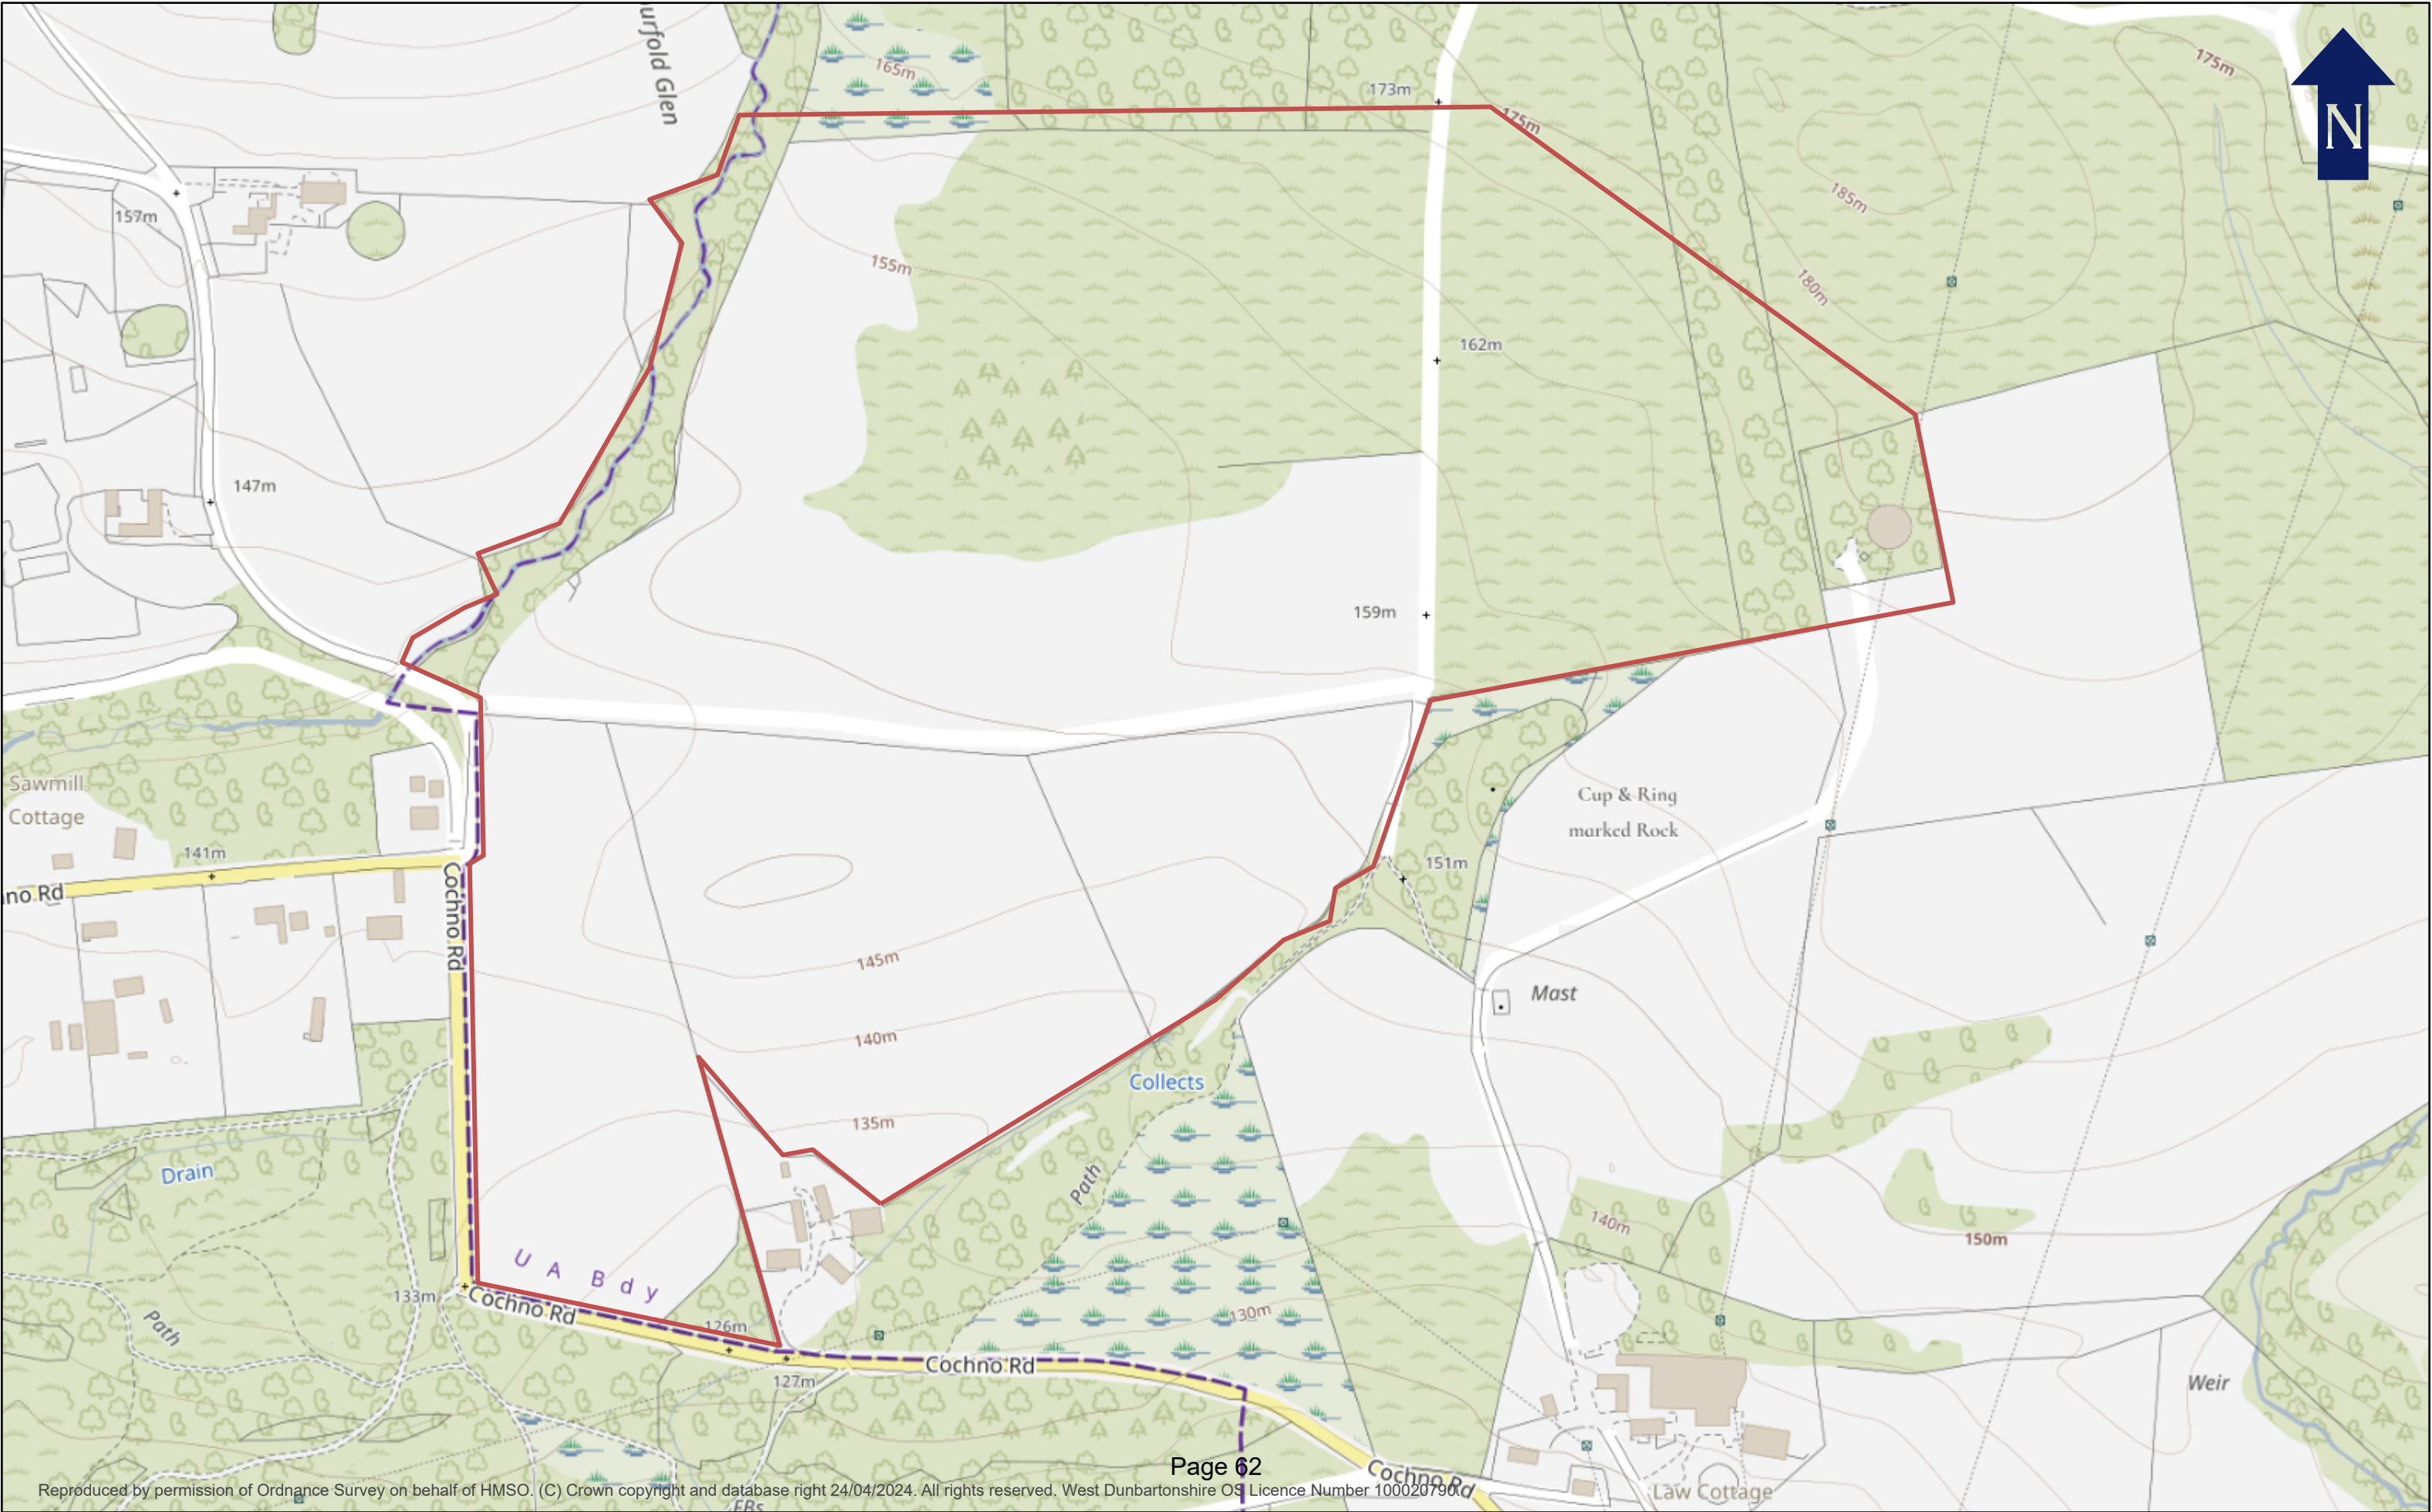 urfold Glen
165m
173m
175m
175m
N
185m
157m
155m
180m
162m
147m
159m
Sawmill
Cottage
Cup & Ring
marked Rock
141m
no Rd
Cochno Rd
151m
145m
Mast
140m
Collects
135m
Drain
Path
140m
150m
U A Bdy
133m
Cochno Rd
126m
130m
Path
Cochno Rd
127m
Weir
Page 62
Cochno Rd
Law Cottage
Reproduced by permission of Ordnance Survey on behalf of HMSO. (C) Crown copyright and database right 24/04/2024. All rights reserved. West Dunbartonshire OS Licence Number 100020790.
FBs